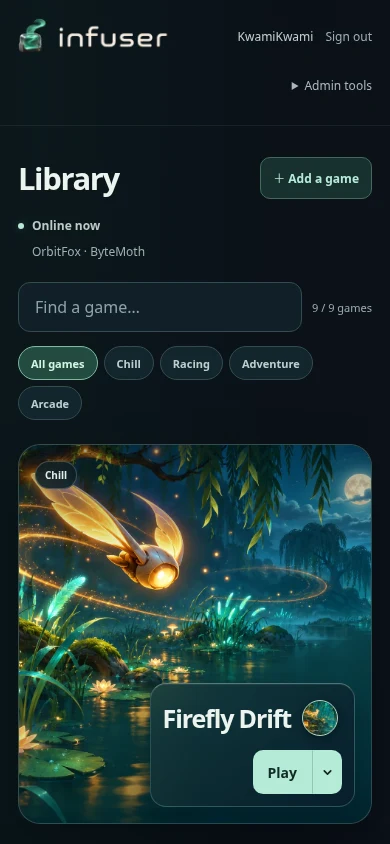 infuser
KwamiKwami Sign out
▶ Admin tools
Library
+ Add a game
Online now
OrbitFox · ByteMoth
Find a game...
9 / 9 games
All games
Chill
Racing
Adventure
Arcade
Chill
Firefly Drift
Play